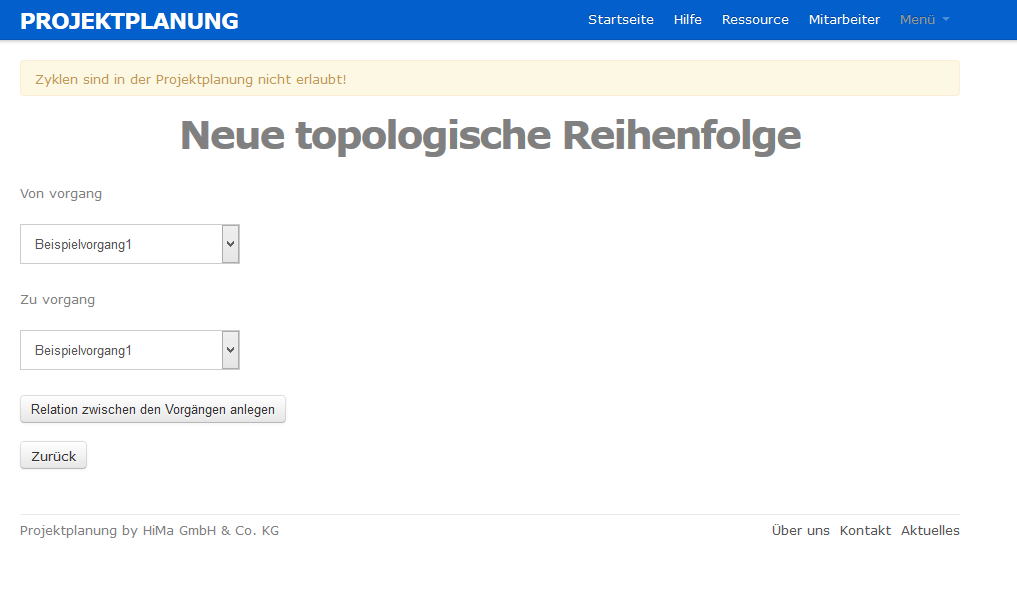 PROJEKTPLANUNG
Startseite Hilfe Ressource Mitarbeiter Menü
Zyklen sind in der Projektplanung nicht erlaubt!
Neue topologische Reihenfolge
Von vorgang
Beispielvorgang1
Zu vorgang
Beispielvorgang1
Relation zwischen den Vorgängen anlegen
Zurück
Projektplanung by HiMa GmbH & Co. KG
Über uns Kontakt Aktuelles